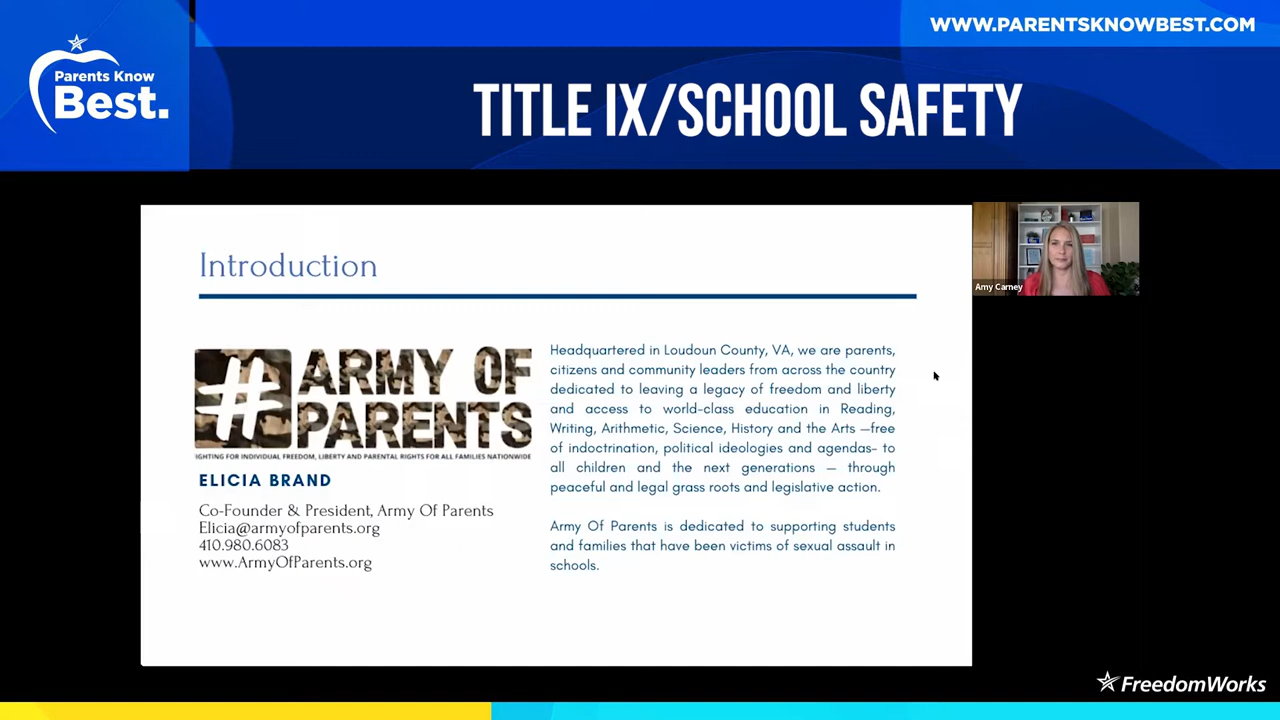 WWW.PARENTSKNOWBEST.COM
Parents Know
Best.
TITLE IX/SCHOOL SAFETY
Introduction
# ARMY OF
PARENTS
IGHTING FOR INDIVIDUAL FREEDOM, LIBERTY AND PARENTAL RIGHTS FOR ALL FAMILIES NATIONWIDE
ELICIA BRAND
Co-Founder & President, Army Of Parents
Elicia@armyofparents.org
410.980.6083
www.ArmyOfParents.org
Headquartered in Loudoun County, VA, we are parents,
citizens and community leaders from across the country
dedicated to leaving a legacy of freedom and liberty
and access to world-class education in Reading,
Writing, Arithmetic, Science, History and the Arts —free
of indoctrination, political ideologies and agendas– to
all children and the next generations — through
peaceful and legal grass roots and legislative action.
Army Of Parents is dedicated to supporting students
and families that have been victims of sexual assault in
schools.
Amy Carney
FreedomWorks